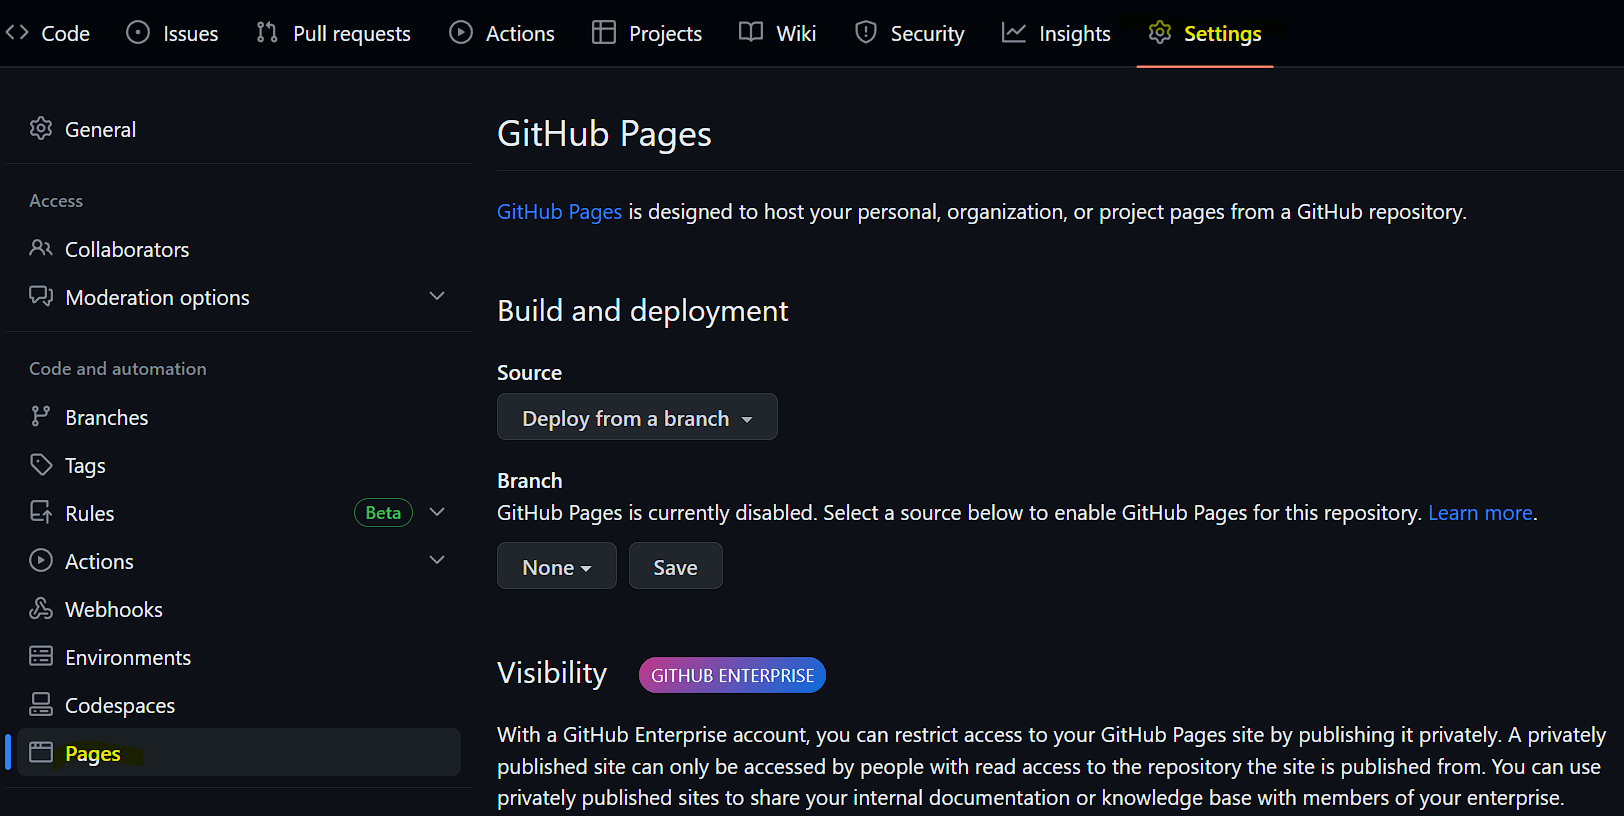 Code Issues Pull requests Actions Projects Wiki Security Insights Settings
General
Access
Collaborators
Moderation options
Code and automation
Branches
Tags
Rules Beta
Actions
Webhooks
Environments
Codespaces
Pages
GitHub Pages
GitHub Pages is designed to host your personal, organization, or project pages from a GitHub repository.
Build and deployment
Source
Deploy from a branch
Branch
GitHub Pages is currently disabled. Select a source below to enable GitHub Pages for this repository. Learn more.
None Save
Visibility GITHUB ENTERPRISE
With a GitHub Enterprise account, you can restrict access to your GitHub Pages site by publishing it privately. A privately
published site can only be accessed by people with read access to the repository the site is published from. You can use
privately published sites to share your internal documentation or knowledge base with members of your enterprise.